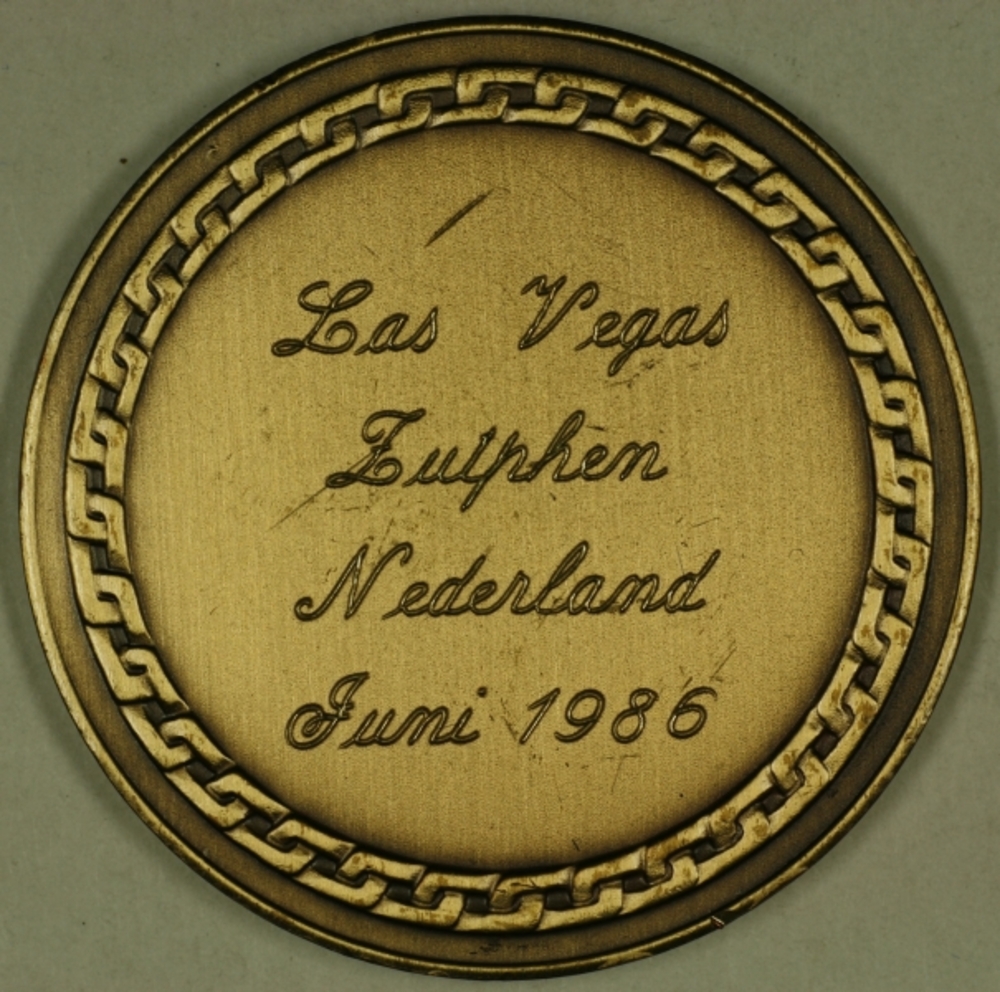 Las Vegas
Zutphen
Nederland
Juni 1986